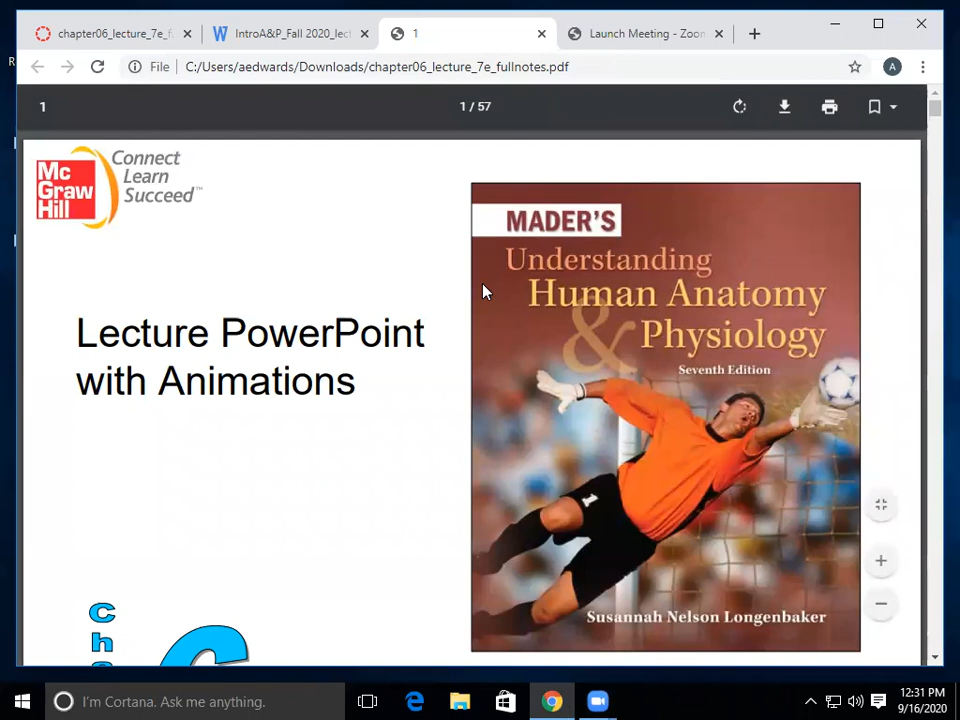 chapter06_lecture_7e_f
IntroA&P_Fall 2020_lect
1
Launch Meeting - Zoom
File
C:/Users/aedwards/Downloads/chapter06_lecture_7e_fullnotes.pdf
A
1
1 / 57
Mc
Graw
Hill
Connect
Learn
Succeed™
MADER'S
Understanding
Human Anatomy
& Physiology
Seventh Edition
Lecture PowerPoint
with Animations
1
Susannah Nelson Longenbaker
C
h
I'm Cortana. Ask me anything.
12:31 PM
9/16/2020